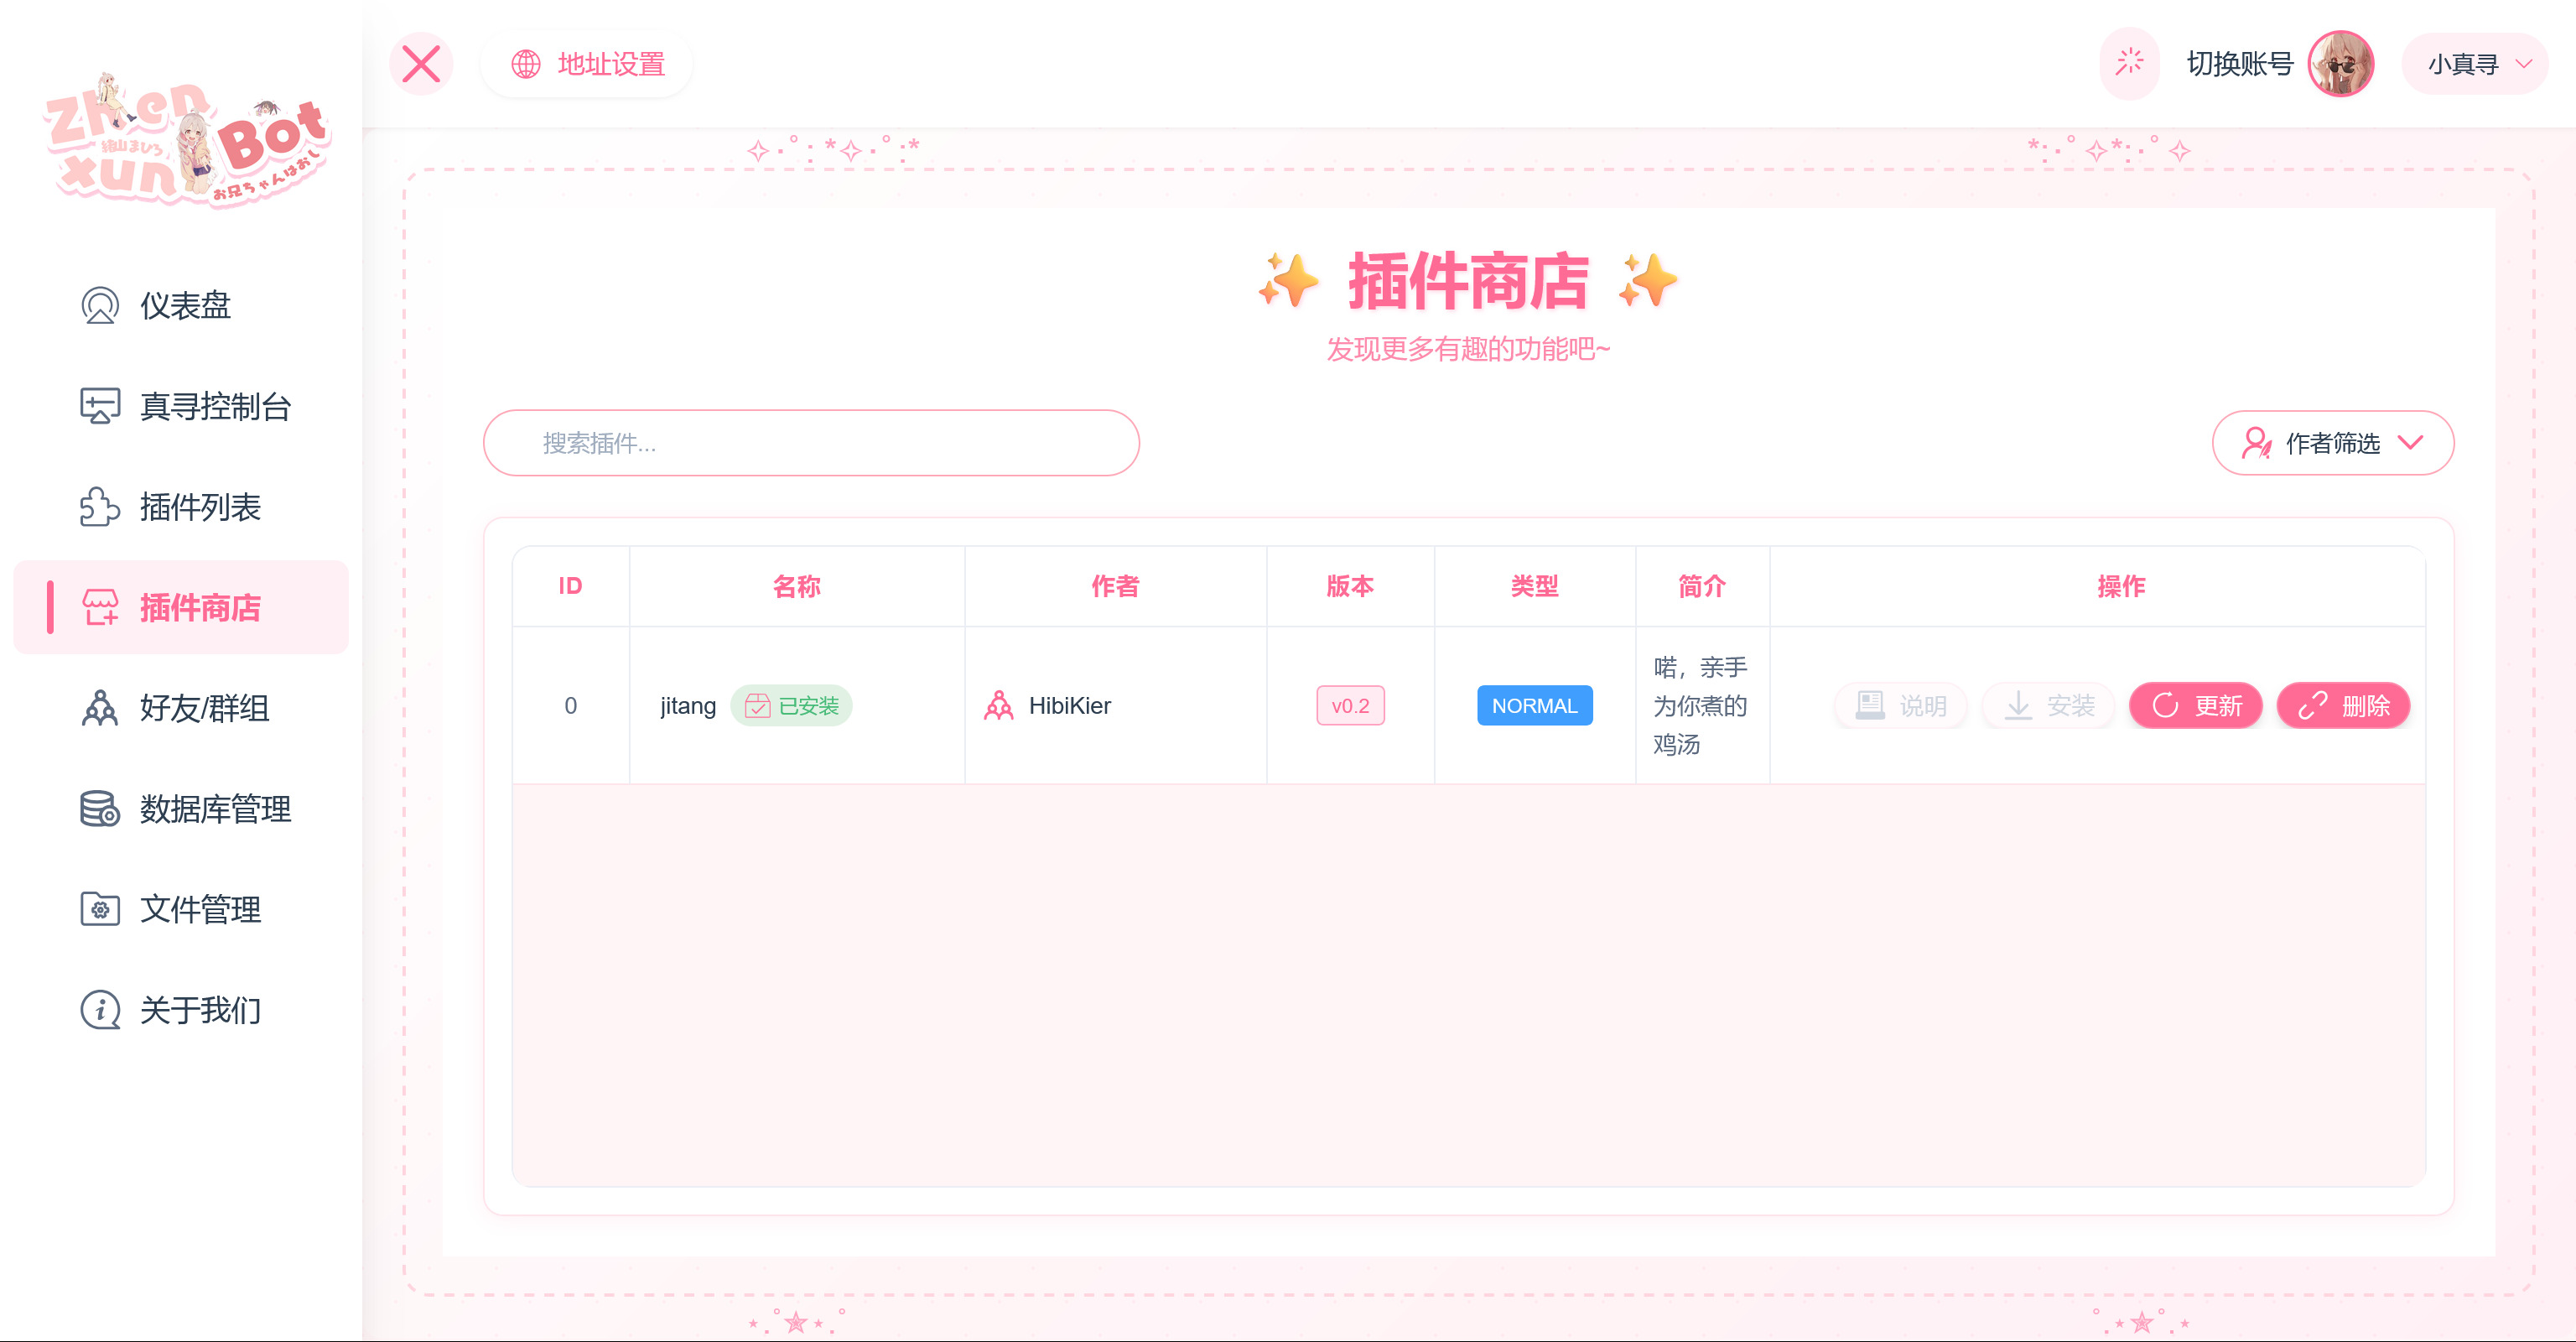 Zhenxun Bot
緒山まひろ
お兄ちゃんはおしまい
地址设置
切换账号
小真寻
仪表盘
真寻控制台
插件列表
插件商店
好友/群组
数据库管理
文件管理
关于我们
✨ 插件商店 ✨
发现更多有趣的功能吧~
搜索插件...
作者筛选
ID 名称 作者 版本 类型 简介 操作
0 jitang 已安装 HibiKier v0.2 NORMAL 喏，亲手
为你煮的
鸡汤
说明 安装 更新 删除